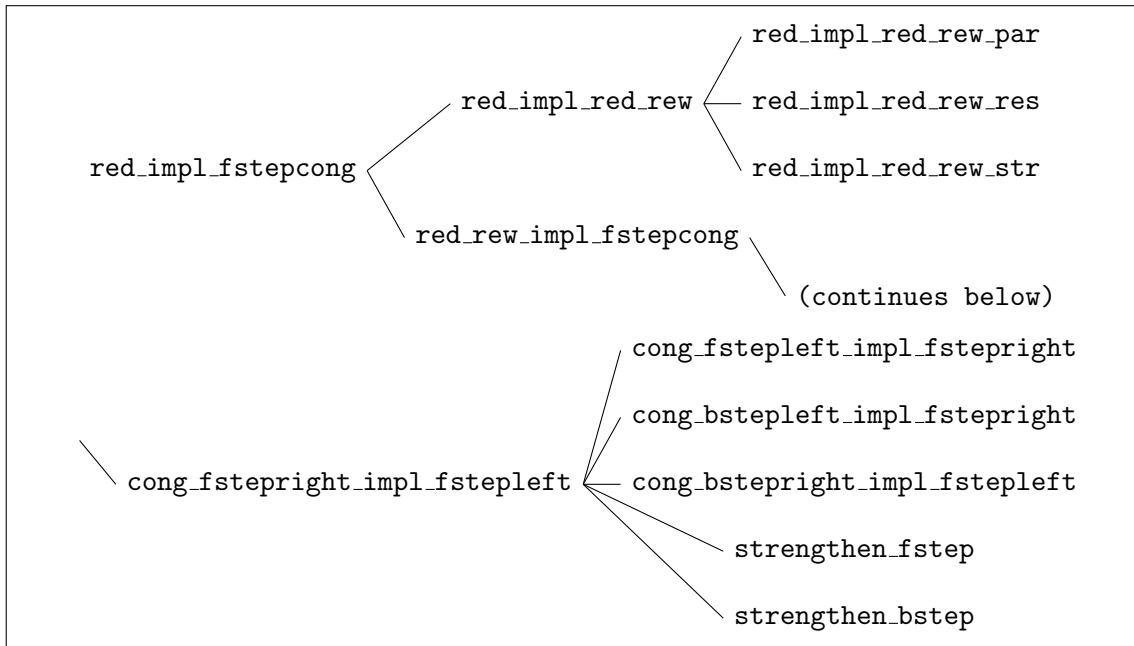 red_impl_red_rew_par
red_impl_red_rew
red_impl_red_rew_res
red_impl_fstepcong
red_impl_red_rew_str
red_rew_impl_fstepcong
(continues below)
cong_fstepleft_impl_fstepright
cong_bstepleft_impl_fstepright
cong_fstepright_impl_fstepleft
cong_bstepright_impl_fstepleft
strengthen_fstep
strengthen_bstep